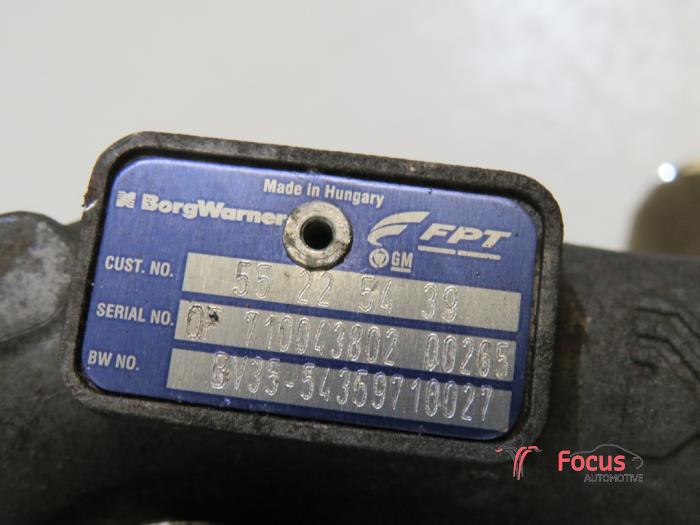 Made in Hungary
BorgWarner
FPT
GM
CUST. NO. 55 22 54 39
SERIAL NO. 710043802 00265
BW NO. BV35-54359710027
Focus
AUTOMOTIVE